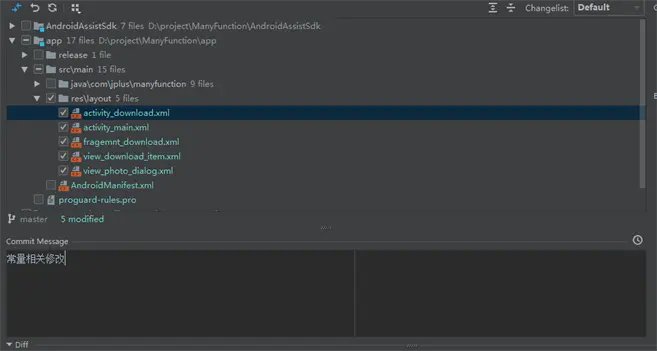 Changelist: Default
AndroidAssistSdk 7 files D:\project\ManyFunction\AndroidAssistSdk
app 17 files D:\project\ManyFunction\app
release 1 file
src\main 15 files
java\com\jplus\manyfunction 9 files
res\layout 5 files
activity_download.xml
activity_main.xml
fragemnt_download.xml
view_download_item.xml
view_photo_dialog.xml
AndroidManifest.xml
proguard-rules.pro
master 5 modified
Commit Message
常量相关修改
Diff